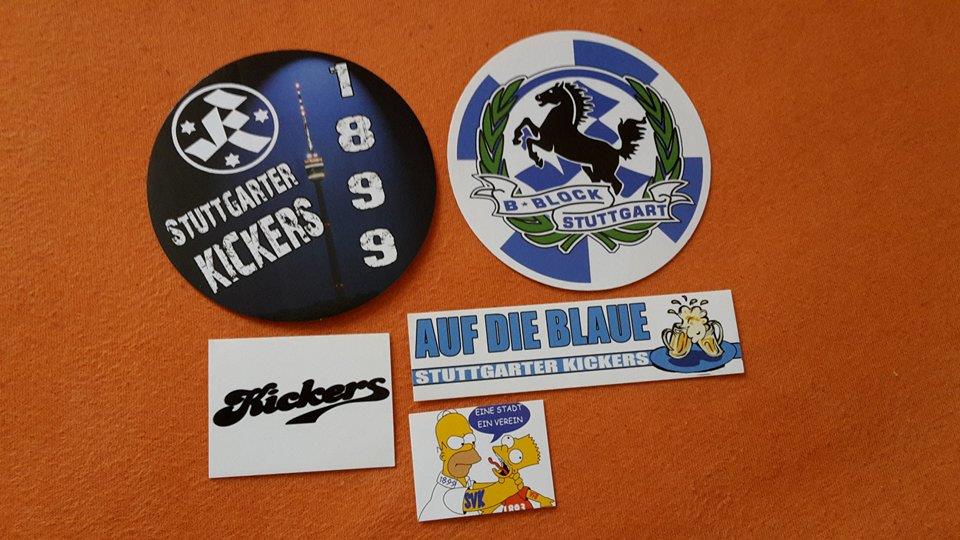 STUTTGARTER
KICKERS
1
8
9
9
B★BLOCK
STUTTGART
AUF DIE BLAUE
STUTTGARTER KICKERS
Kickers
EINE STADT
EIN VEREIN
1899
SVK
1893